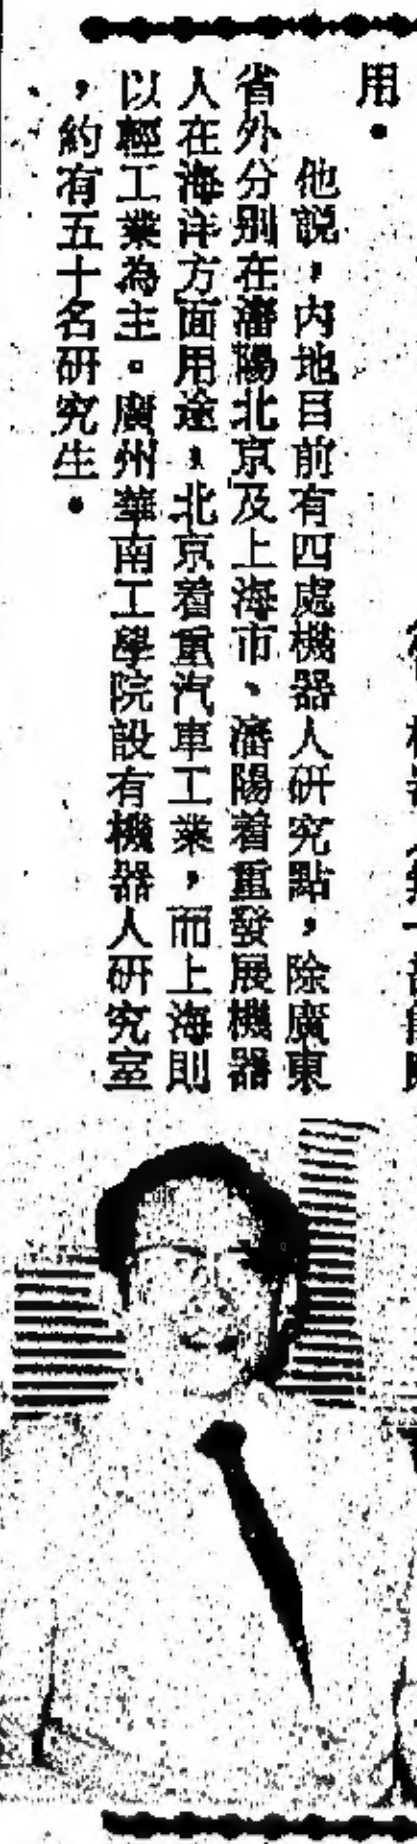 用。
他說，內地目前有四處機器人研究點，除廣東
省外分別在瀋陽北京及上海市、瀋陽着重發展機器
人在海洋方面用途，北京着重汽車工業，而上海則
以輕工業為主。廣州華南工學院設有機器人研究室
，約有五十名研究生。